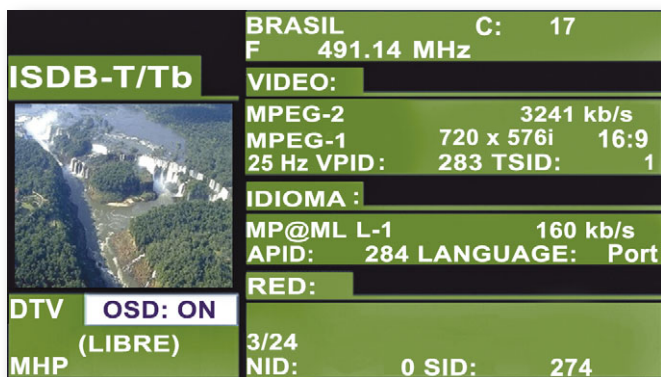 ISDB-T/Tb
DTV OSD: ON
(LIBRE)
MHP
BRASIL C: 17
F 491.14 MHz
VIDEO:
MPEG-2 3241 kb/s
MPEG-1 720 x 576i 16:9
25 Hz VPID: 283 TSID: 1
IDIOMA :
MP@ML L-1 160 kb/s
APID: 284 LANGUAGE: Port
RED:
3/24
NID: 0 SID: 274